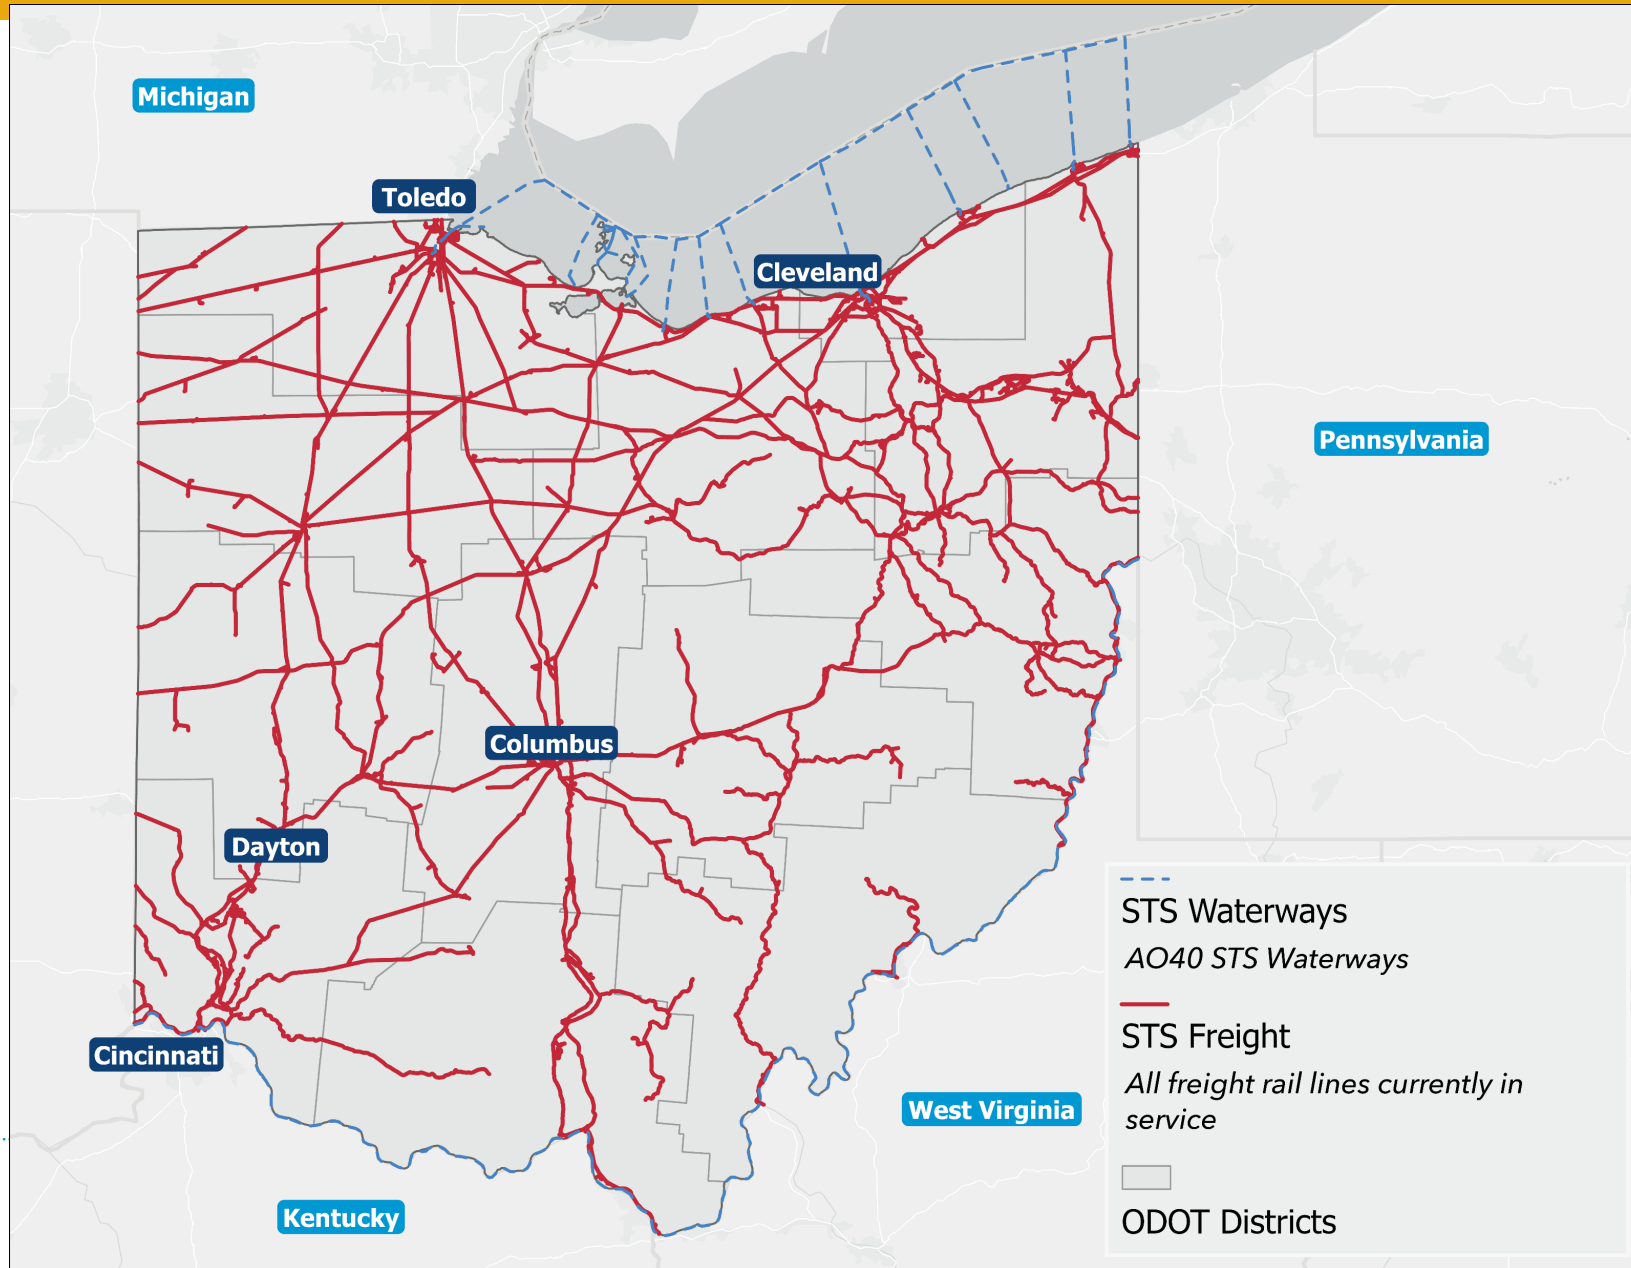 Michigan
Toledo
Cleveland
Pennsylvania
Columbus
Dayton
Cincinnati
West Virginia
Kentucky
STS Waterways
AO40 STS Waterways
STS Freight
All freight rail lines currently in
service
ODOT Districts